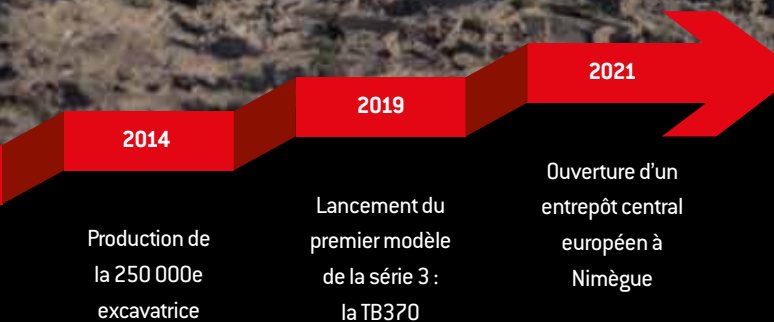 2014
Production de
la 250 000e
excavatrice
2019
Lancement du
premier modèle
de la série 3 :
la TB370
2021
Ouverture d’un
entrepôt central
européen à
Nimègue